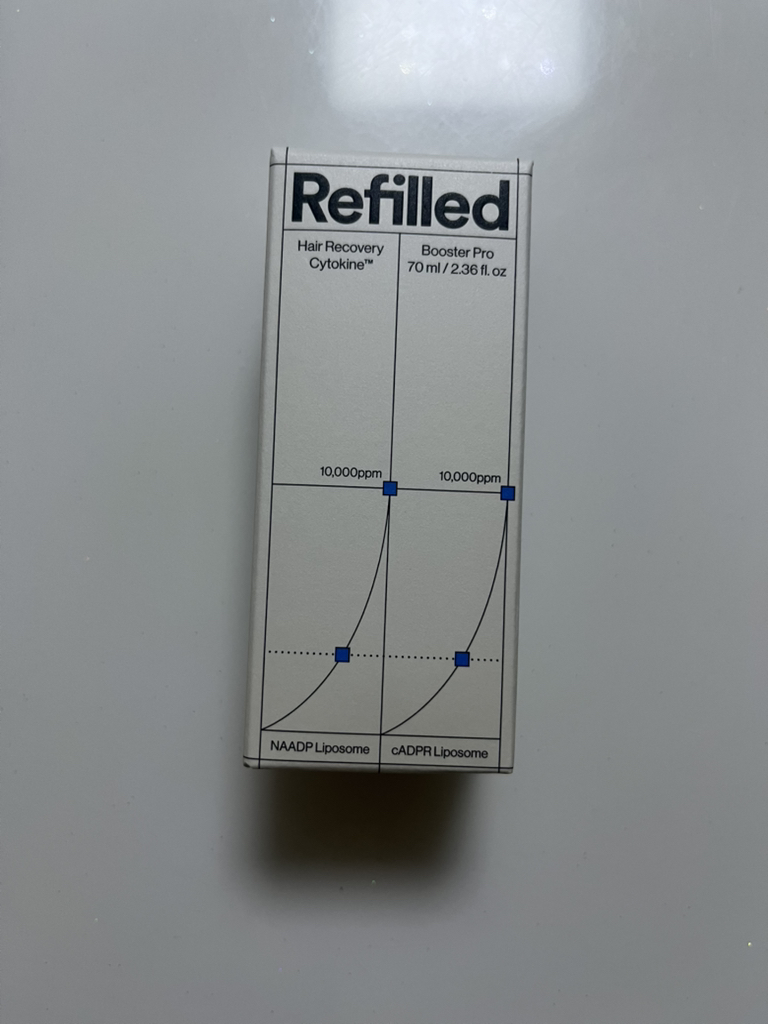 Refilled
Hair Recovery
Cytokine™
Booster Pro
70 ml / 2.36 fl. oz
10,000ppm
10,000ppm
NAADP Liposome
cADPR Liposome